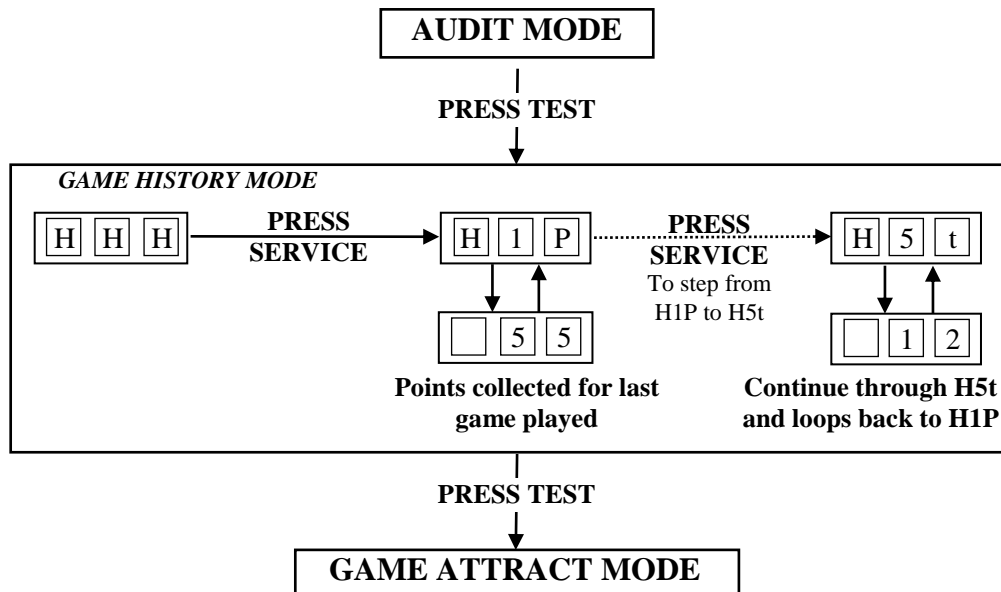 AUDIT MODE
PRESS TEST
GAME HISTORY MODE
H H H
PRESS
SERVICE
H 1 P
PRESS
SERVICE
To step from
H1P to H5t
H 5 t
5 5
1 2
Points collected for last
game played
Continue through H5t
and loops back to H1P
PRESS TEST
GAME ATTRACT MODE